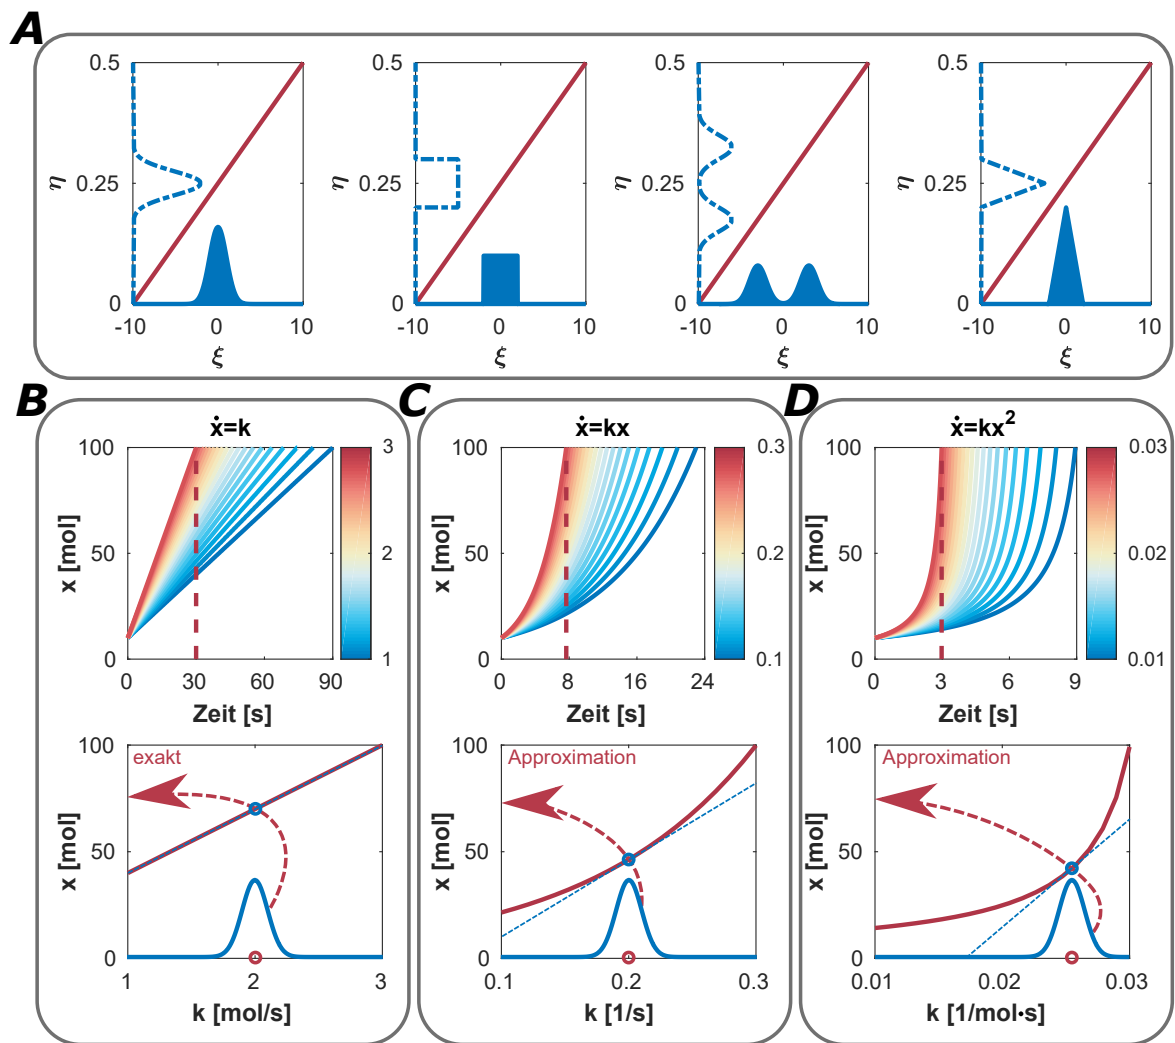 A
0.5 0.5 0.5 0.5
η η η η
0.25 0.25 0.25 0.25
0 0 0 0
-10 0 10 -10 0 10 -10 0 10 -10 0 10
ξ ξ ξ ξ
B
ẋ=k
100 3
x [mol]
50 2
0 1
0 30 60 90
Zeit [s]
100
exakt
x [mol]
50
0
1 2 3
k [mol/s]
C
ẋ=kx
100 0.3
x [mol]
50 0.2
0 0.1
0 8 16 24
Zeit [s]
100
Approximation
x [mol]
50
0
0.1 0.2 0.3
k [1/s]
D
ẋ=kx²
100 0.03
x [mol]
50 0.02
0 0.01
0 3 6 9
Zeit [s]
100
Approximation
x [mol]
50
0
0.01 0.02 0.03
k [1/mol·s]